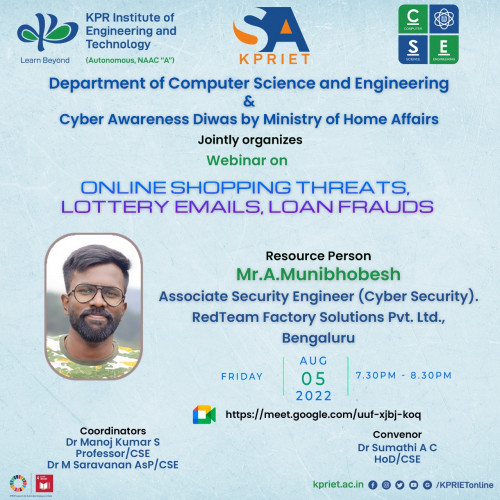 KPR Institute of
Engineering and
Technology
Learn Beyond
(Autonomous, NAAC "A")
SA
KPRIET
C
COMPUTER
S
SCIENCE
E
ENGINEERING
Department of Computer Science and Engineering
&
Cyber Awareness Diwas by Ministry of Home Affairs
Jointly organizes
Webinar on
ONLINE SHOPPING THREATS,
LOTTERY EMAILS, LOAN FRAUDS
Resource Person
Mr.A.Munibhobesh
Associate Security Engineer (Cyber Security).
RedTeam Factory Solutions Pvt. Ltd.,
Bengaluru
FRIDAY
AUG
05
2022
7.30PM - 8.30PM
https://meet.google.com/uuf-xjbj-koq
Coordinators
Dr Manoj Kumar S
Professor/CSE
Dr M Saravanan AsP/CSE
Convenor
Dr Sumathi A C
HoD/CSE
kpriet.ac.in
/KPRIETonline